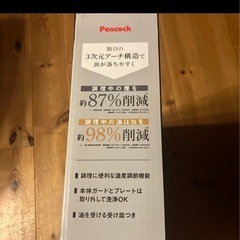 Peacock
独自の
3次元アーチ構造で
油が落ちやすく
調理中の煙を
約87%削減
調理中の油はねを
約98%削減
調理に便利な温度調節機能
本体ガードとプレートは
取り外して洗浄OK
油を受ける受け皿つき